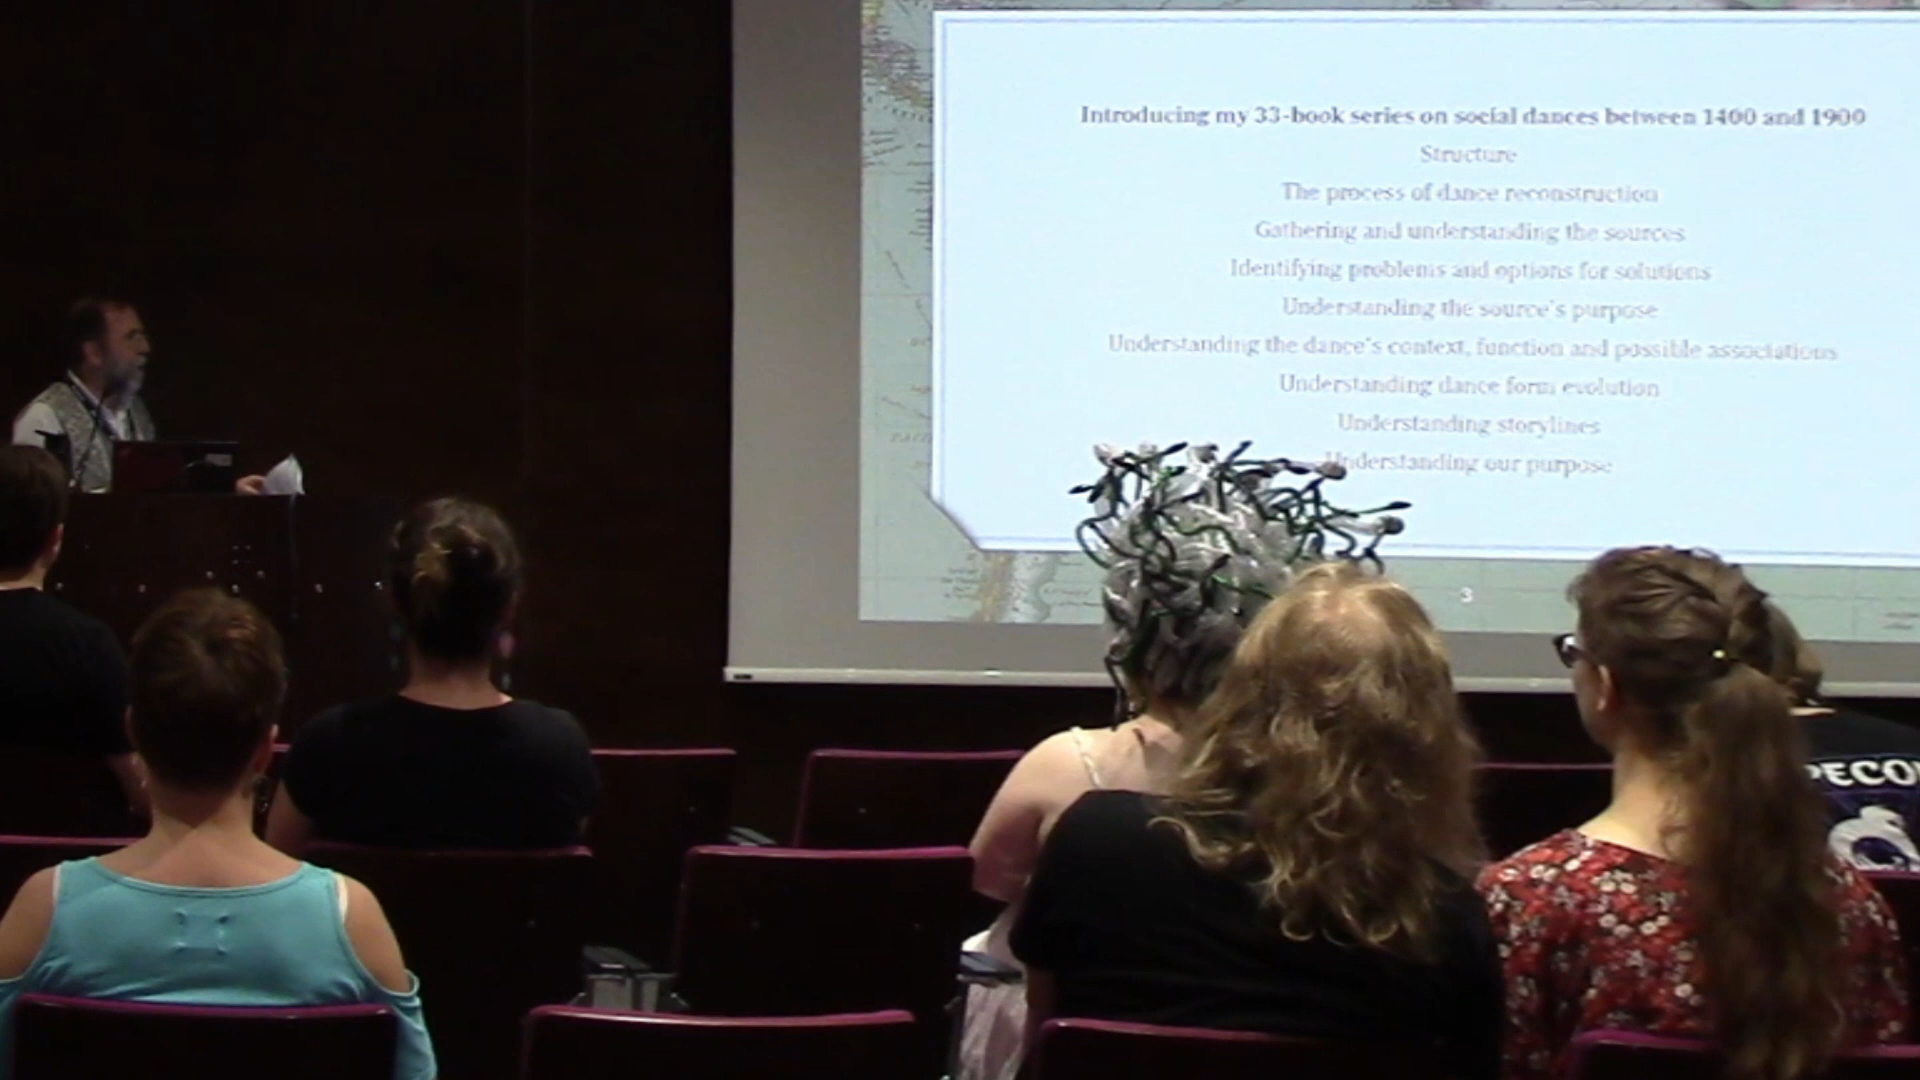 Introducing my 33-book series on social dances between 1400 and 1900
Structure
The process of dance reconstruction
Gathering and understanding the sources
Identifying problems and options for solutions
Understanding the source's purpose
Understanding the dance's context, function and possible associations
Understanding dance form evolution
Understanding storylines
Understanding our purpose
3
PECO